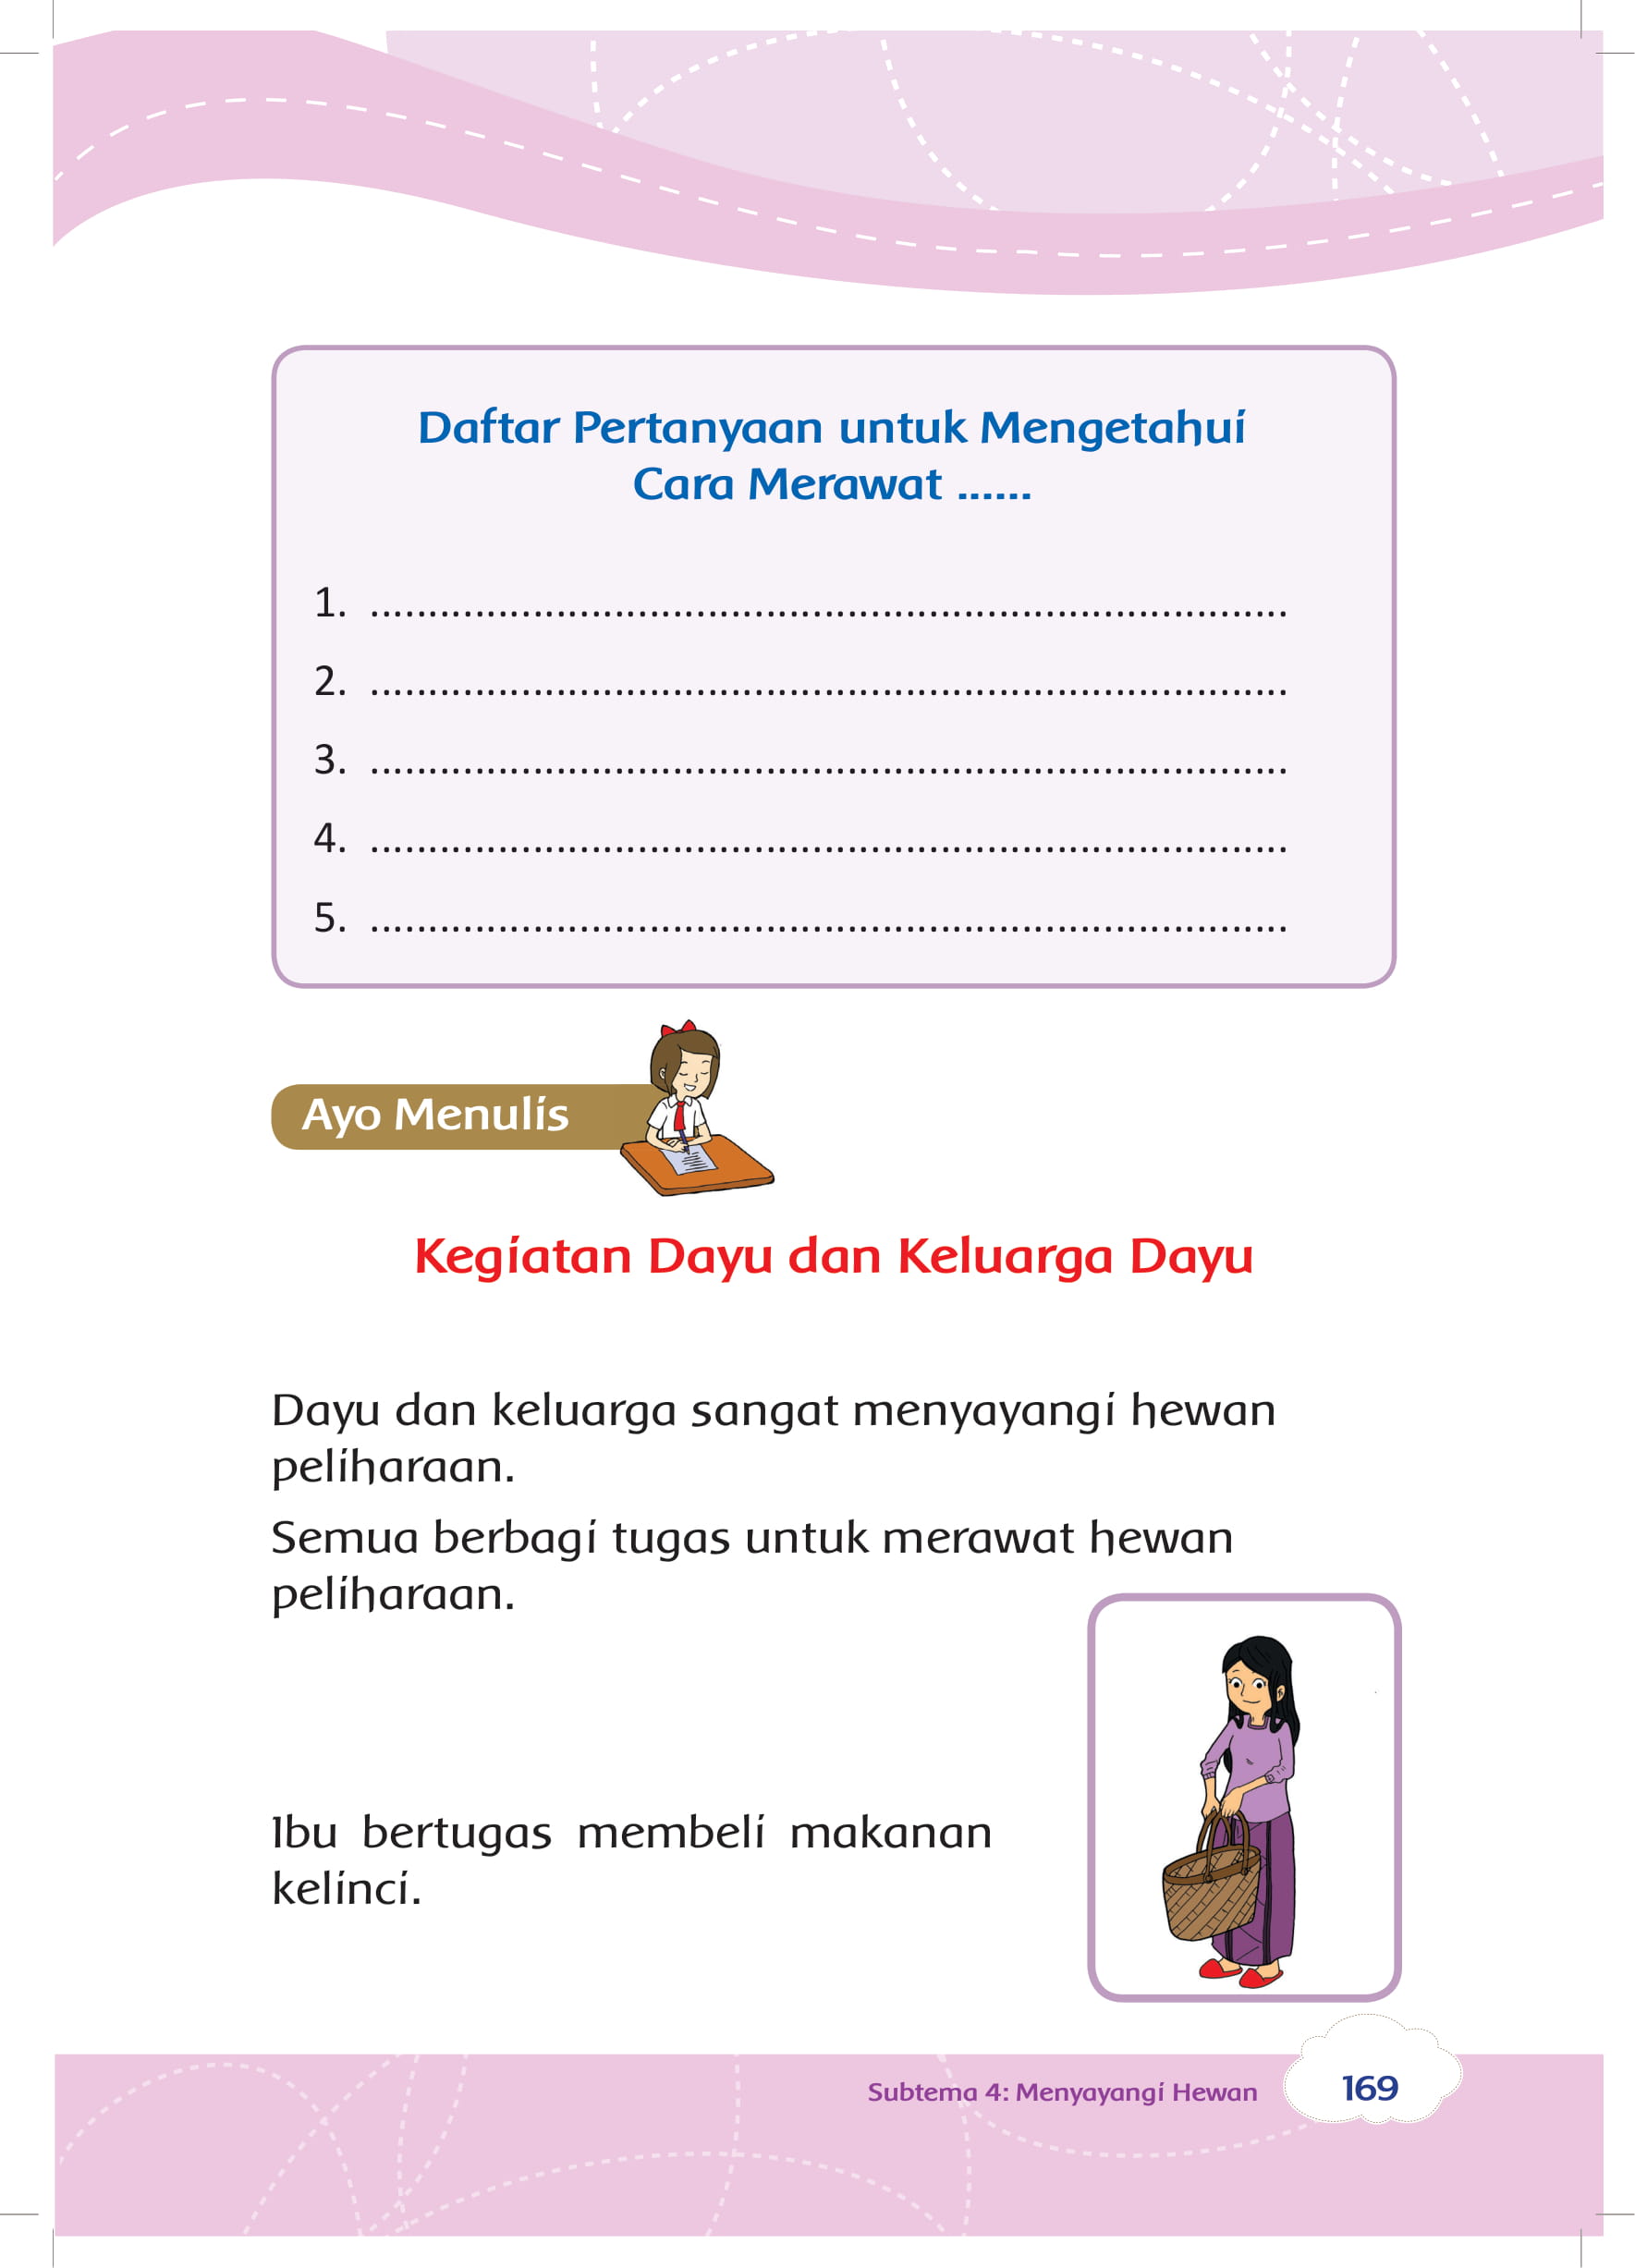 Daftar Pertanyaan untuk Mengetahui
Cara Merawat ......
1. ...............................................................................
2. ...............................................................................
3. ...............................................................................
4. ...............................................................................
5. ...............................................................................
Ayo Menulis
Kegiatan Dayu dan Keluarga Dayu
Dayu dan keluarga sangat menyayangi hewan
peliharaan.
Semua berbagi tugas untuk merawat hewan
peliharaan.
Ibu bertugas membeli makanan
kelinci.
Subtema 4: Menyayangi Hewan
169